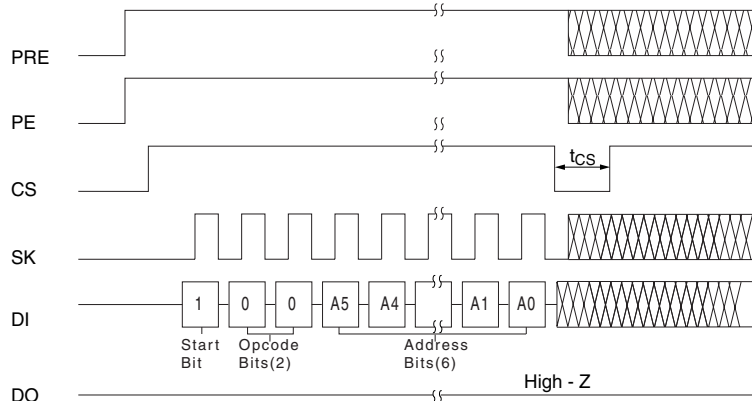 PRE
PE
CS
tCS
SK
DI
1 0 0 A5 A4 A1 A0
Start Opcode Address
Bit Bits(2) Bits(6)
DO
High - Z